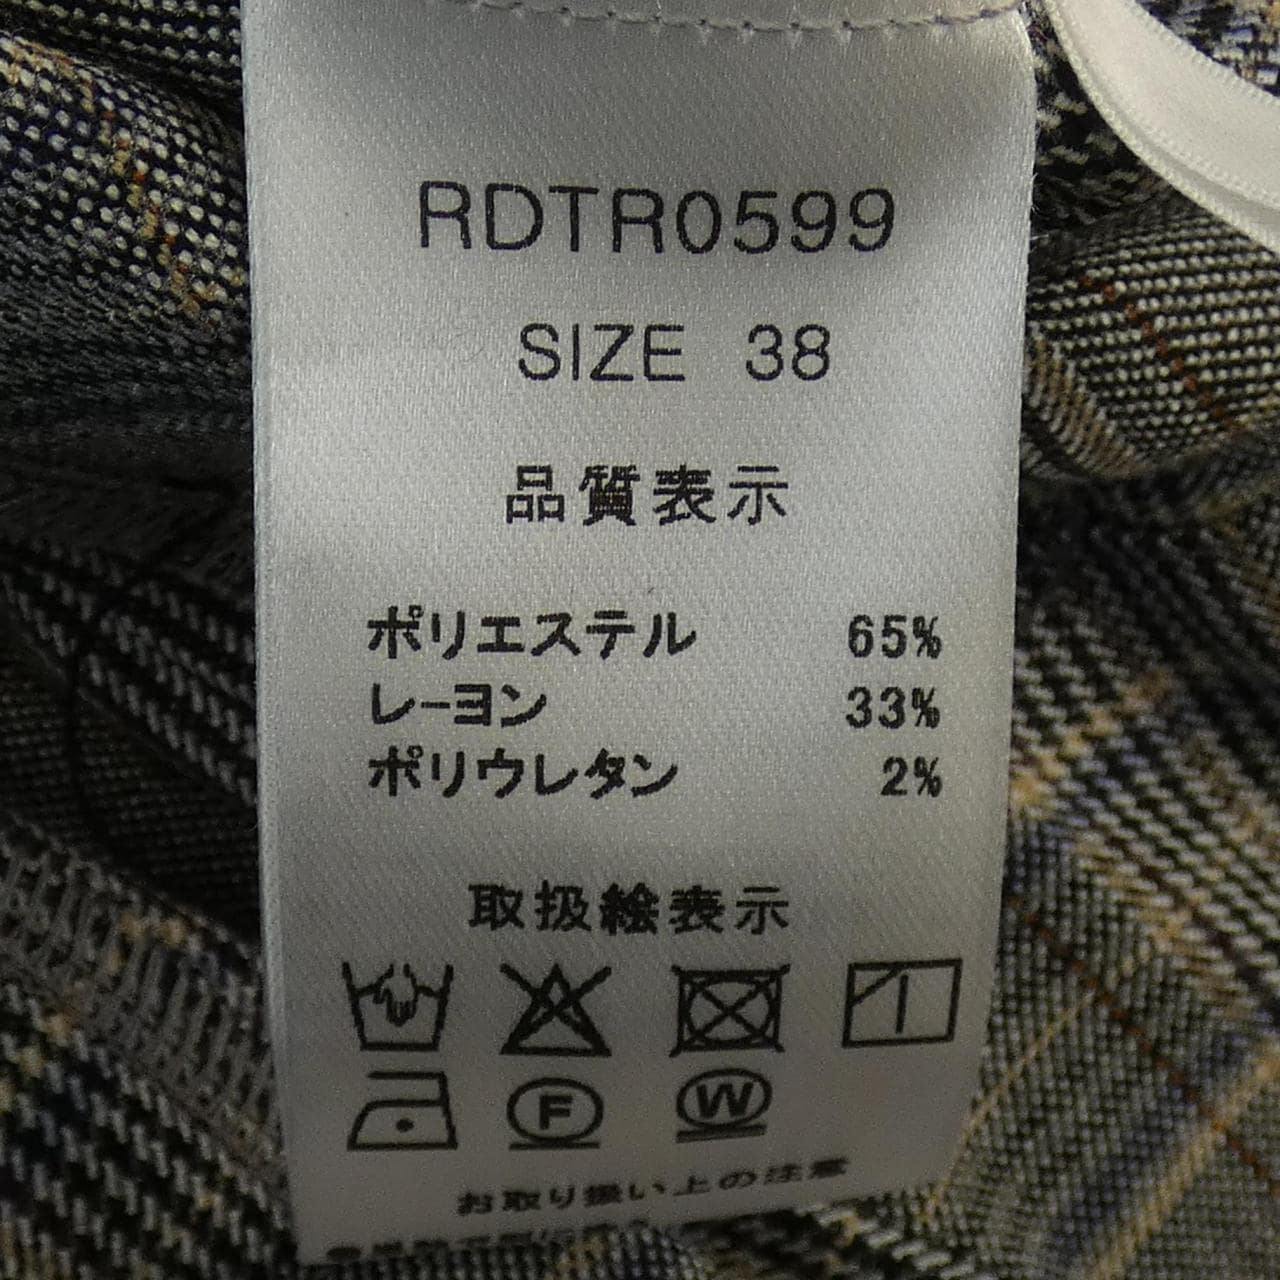 RDTR0599
SIZE 38
品質表示
ポリエステル 65%
レーヨン 33%
ポリウレタン 2%
取扱絵表示
F W
お取り扱い上の注意